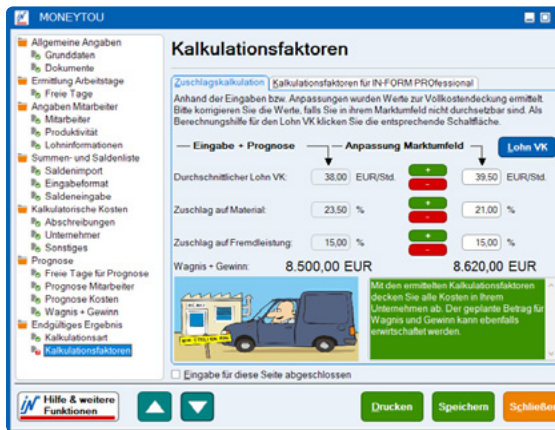 MONEYTOU
Allgemeine Angaben
Grunddaten
Dokumente
Ermittlung Arbeitstage
Freie Tage
Angaben Mitarbeiter
Mitarbeiter
Produktivität
Lohninformationen
Summen- und Saldenliste
Saldenimport
Eingabeformat
Saldeneingabe
Kalkulatorische Kosten
Abschreibungen
Unternehmer
Sonstiges
Prognose
Freie Tage für Prognose
Prognose Mitarbeiter
Prognose Kosten
Wagnis + Gewinn
Endgültiges Ergebnis
Kalkulationsart
Kalkulationsfaktoren
Kalkulationsfaktoren
Zuschlagskalkulation Kalkulationsfaktoren für IN-FORM PROfessional
Anhand der Eingaben bzw. Anpassungen wurden Werte zur Vollkostendeckung ermittelt.
Bitte korrigieren Sie die Werte, falls Sie in ihrem Marktumfeld nicht durchsetzbar sind. Als
Berechnungshilfe für den Lohn VK klicken Sie die entsprechende Schaltfläche.
Eingabe + Prognose Anpassung Marktumfeld Lohn VK
Durchschnittlicher Lohn VK: 38,00 EUR/Std. + - 39,50 EUR/Std.
Zuschlag auf Material: 23,50 % + - 21,00 %
Zuschlag auf Fremdleistung: 15,00 % + - 15,00 %
Wagnis + Gewinn: 8.500,00 EUR 8.620,00 EUR
Mit den ermittelten Kalkulationsfaktoren
decken Sie alle Kosten in Ihrem
Unternehmen ab. Der geplante Betrag für
Wagnis und Gewinn kann ebenfalls
erwirtschaftet werden.
Eingabe für diese Seite abgeschlossen
iN Hilfe & weitere
Funktionen
Drucken Speichern Schließe